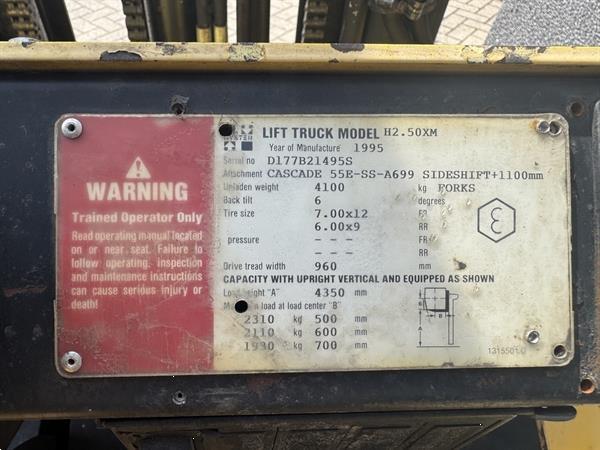 WARNING
Trained Operator Only
Read operating manual located
on or near seat. Failure to
follow operating, inspection
and maintenance instructions
can cause serious injury or
death!
LIFT TRUCK MODEL H2.50XM
Year of Manufacture 1995
Serial no D177B21495S
Attachment CASCADE 55E-SS-A699 SIDESHIFT+1100mm
Unladen weight 4100 kg FORKS
Back tilt 6 degrees
Tire size 7.00x12 FR
6.00x9 RR
pressure --- FR
--- RR
Drive tread width 960 mm
CAPACITY WITH UPRIGHT VERTICAL AND EQUIPPED AS SHOWN
Load height "A" 4350 mm
load at load center "B"
2310 kg 500 mm
2110 kg 600 mm
1930 kg 700 mm
A
B